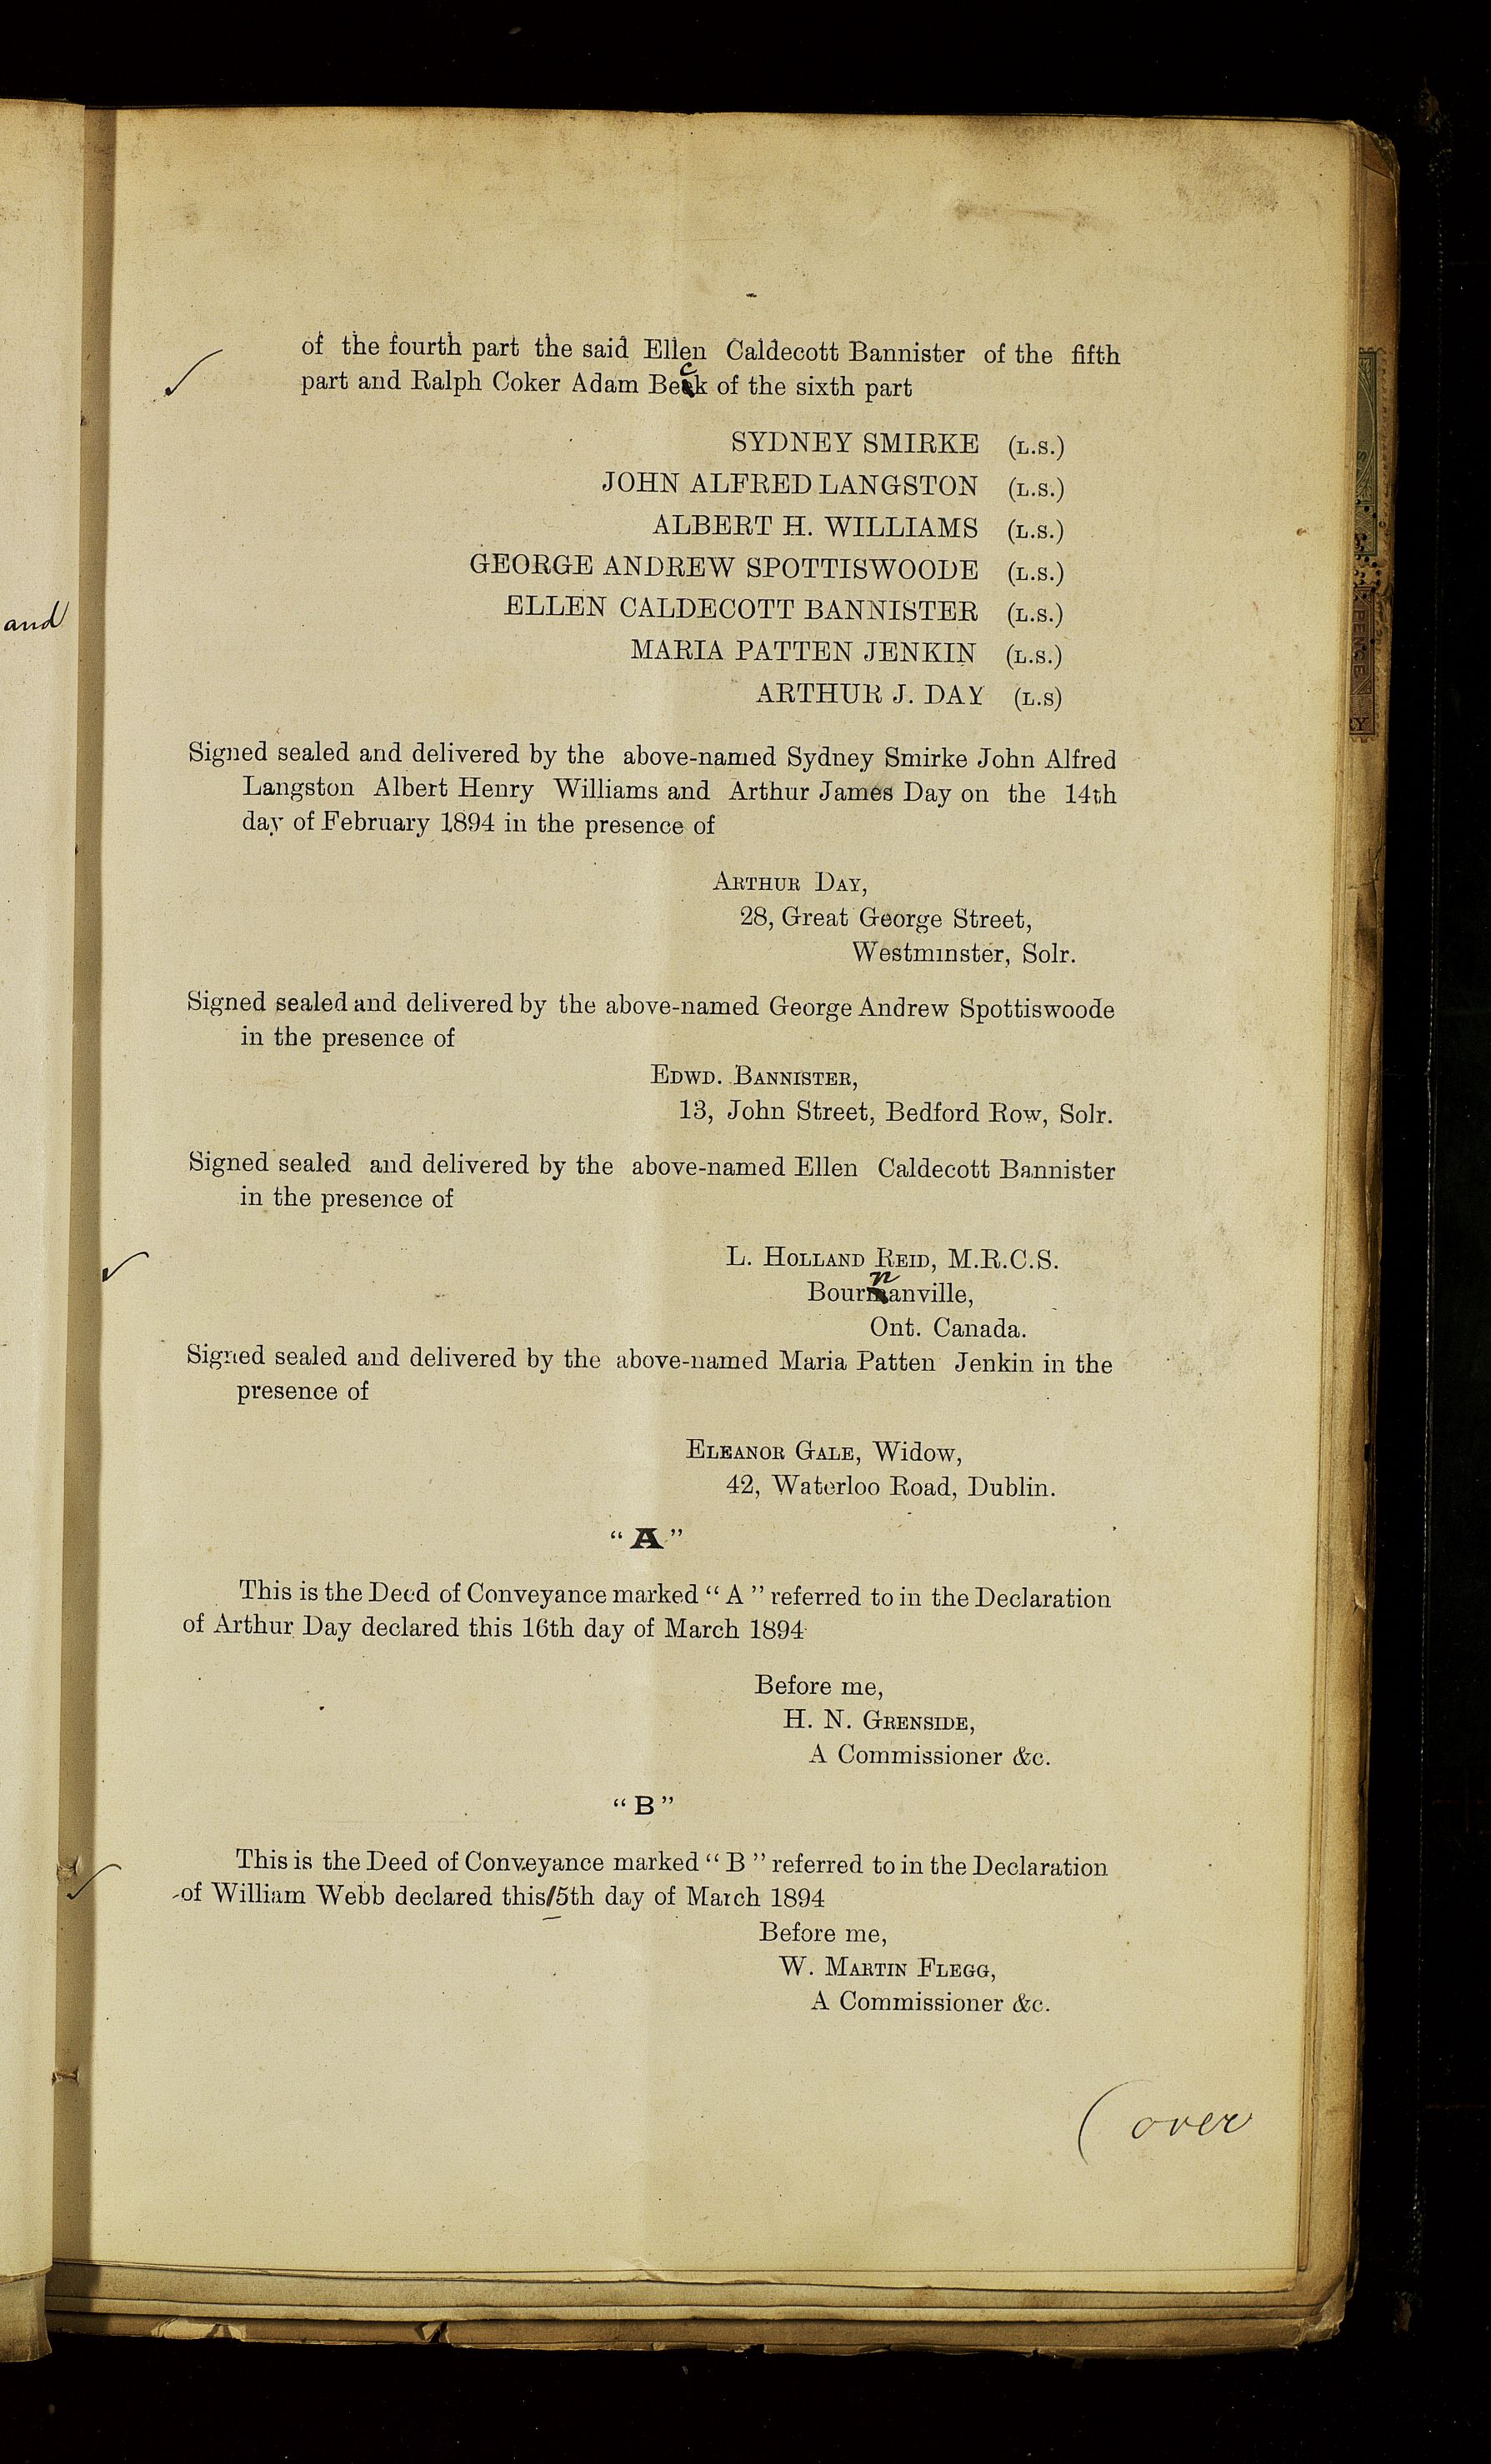 of the fourth part the said Ellen Caldecott Bannister of the fifth
part and Ralph Coker Adam Beck of the sixth part
SYDNEY SMIRKE (L.S.)
JOHN ALFRED LANGSTON (L.S.)
ALBERT H. WILLIAMS (L.S.)
GEORGE ANDREW SPOTTISWOODE (L.S.)
and
ELLEN CALDECOTT BANNISTER (L.S.)
MARIA PATTEN JENKIN (L.S.)
ARTHUR J. DAY (L.S)
Signed sealed and delivered by the above-named Sydney Smirke John Alfred
Langston Albert Henry Williams and Arthur James Day on the 14th
day of February 1894 in the presence of
ARTHUR DAY,
28, Great George Street,
Westminster, Solr.
Signed sealed and delivered by the above-named George Andrew Spottiswoode
in the presence of
EDWD. BANNISTER,
13, John Street, Bedford Row, Solr.
Signed sealed and delivered by the above-named Ellen Caldecott Bannister
in the presence of
L. HOLLAND REID, M.R.C.S.
Bournanville,
Ont. Canada.
Signed sealed and delivered by the above-named Maria Patten Jenkin in the
presence of
ELEANOR GALE, Widow,
42, Waterloo Road, Dublin.
"A"
This is the Deed of Conveyance marked "A" referred to in the Declaration
of Arthur Day declared this 16th day of March 1894
Before me,
H. N. GRENSIDE,
A Commissioner &c.
"B"
This is the Deed of Conveyance marked "B" referred to in the Declaration
of William Webb declared this 15th day of March 1894
Before me,
W. MARTIN FLEGG,
A Commissioner &c.
(over